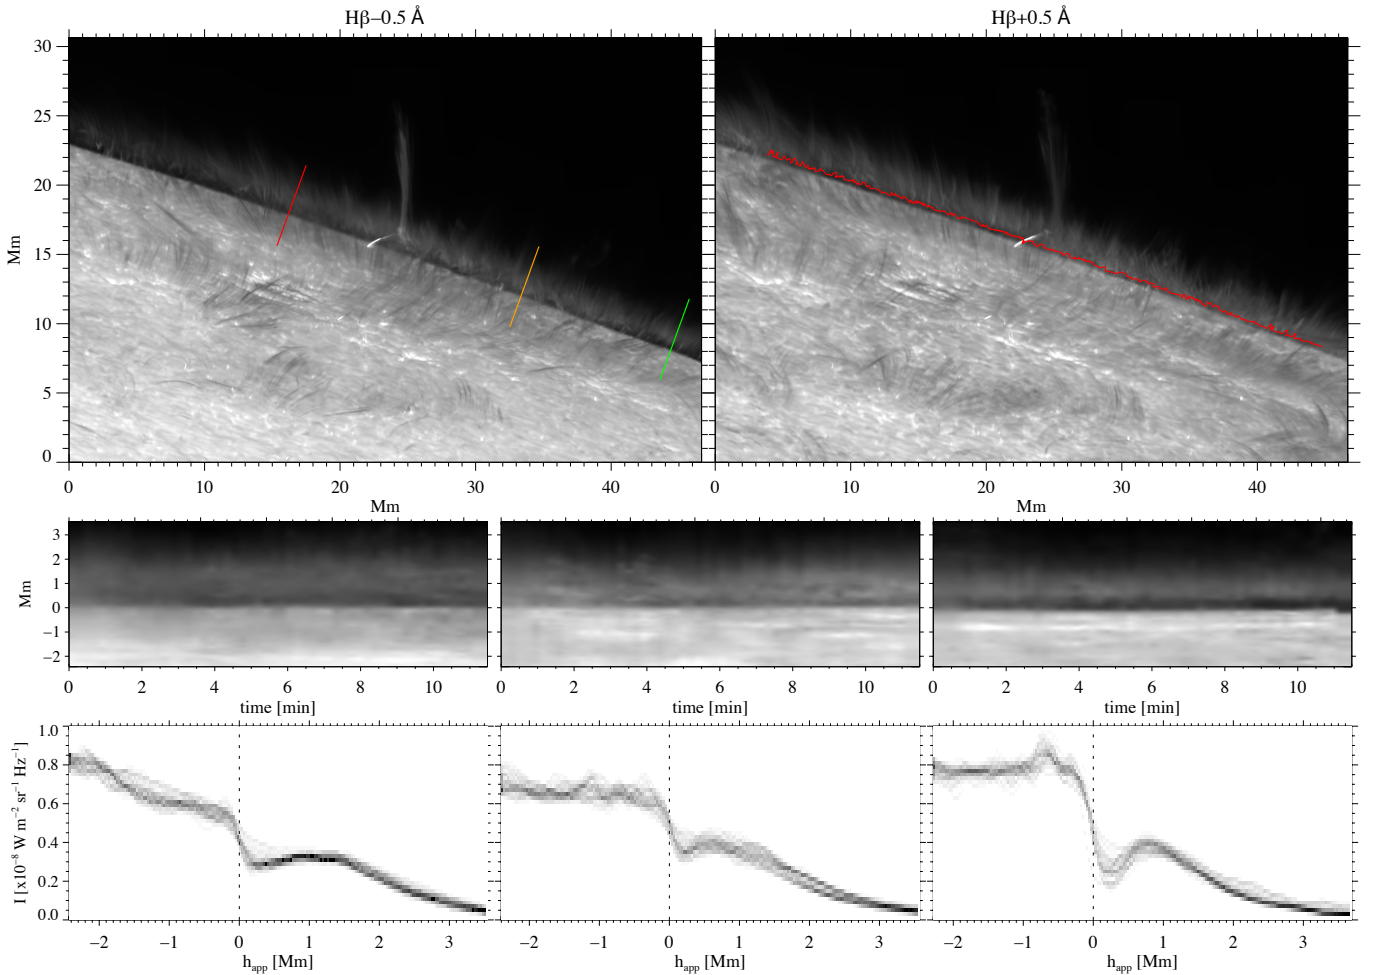 Hβ−0.5 Å
Hβ+0.5 Å
30
25
20
15
10
5
0
Mm
0 10 20 30 40
0 10 20 30 40
Mm
Mm
3
2
1
0
−1
−2
Mm
0 2 4 6 8 10
0 2 4 6 8 10
0 2 4 6 8 10
time [min]
time [min]
time [min]
1.0
0.8
0.6
0.4
0.2
0.0
I [x10⁻⁸ W m⁻² sr⁻¹ Hz⁻¹]
−2 −1 0 1 2 3
−2 −1 0 1 2 3
−2 −1 0 1 2 3
h_app [Mm]
h_app [Mm]
h_app [Mm]